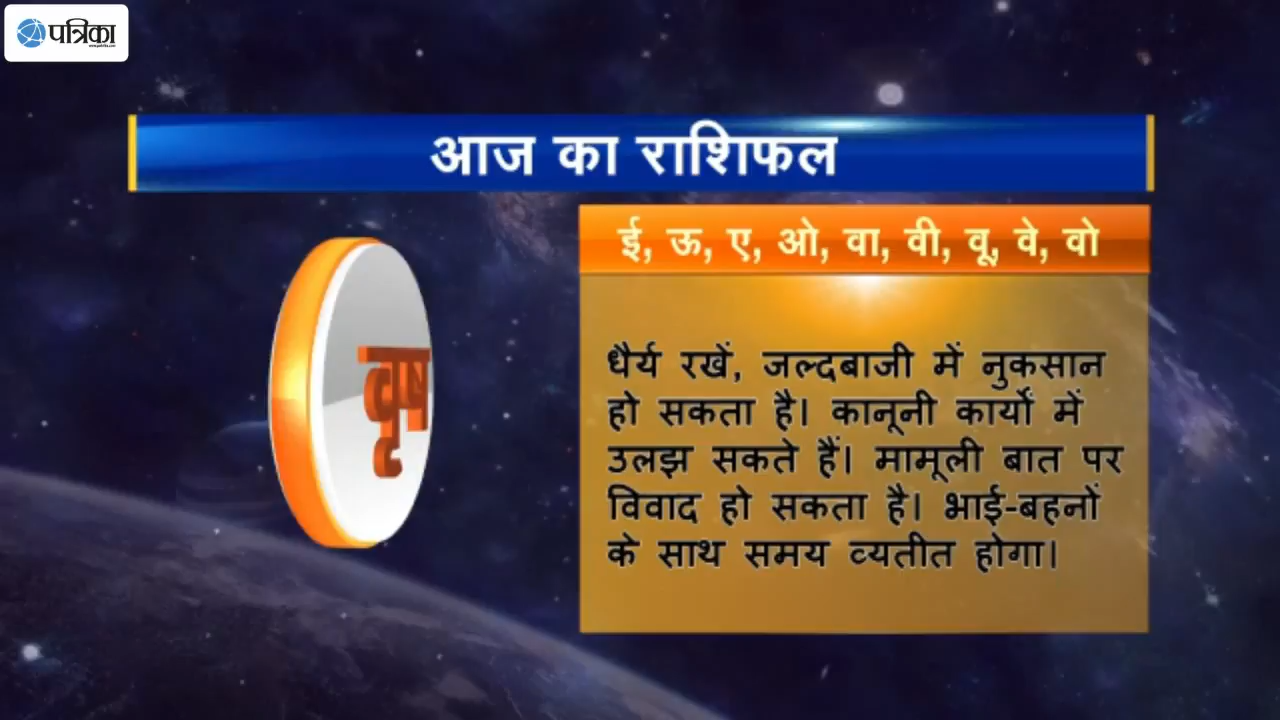 पत्रिका
आज का राशिफल
ई, ऊ, ए, ओ, वा, वी, वू, वे, वो
वृष
धैर्य रखें, जल्दबाजी में नुकसान
हो सकता है। कानूनी कार्यों में
उलझ सकते हैं। मामूली बात पर
विवाद हो सकता है। भाई-बहनों
के साथ समय व्यतीत होगा।